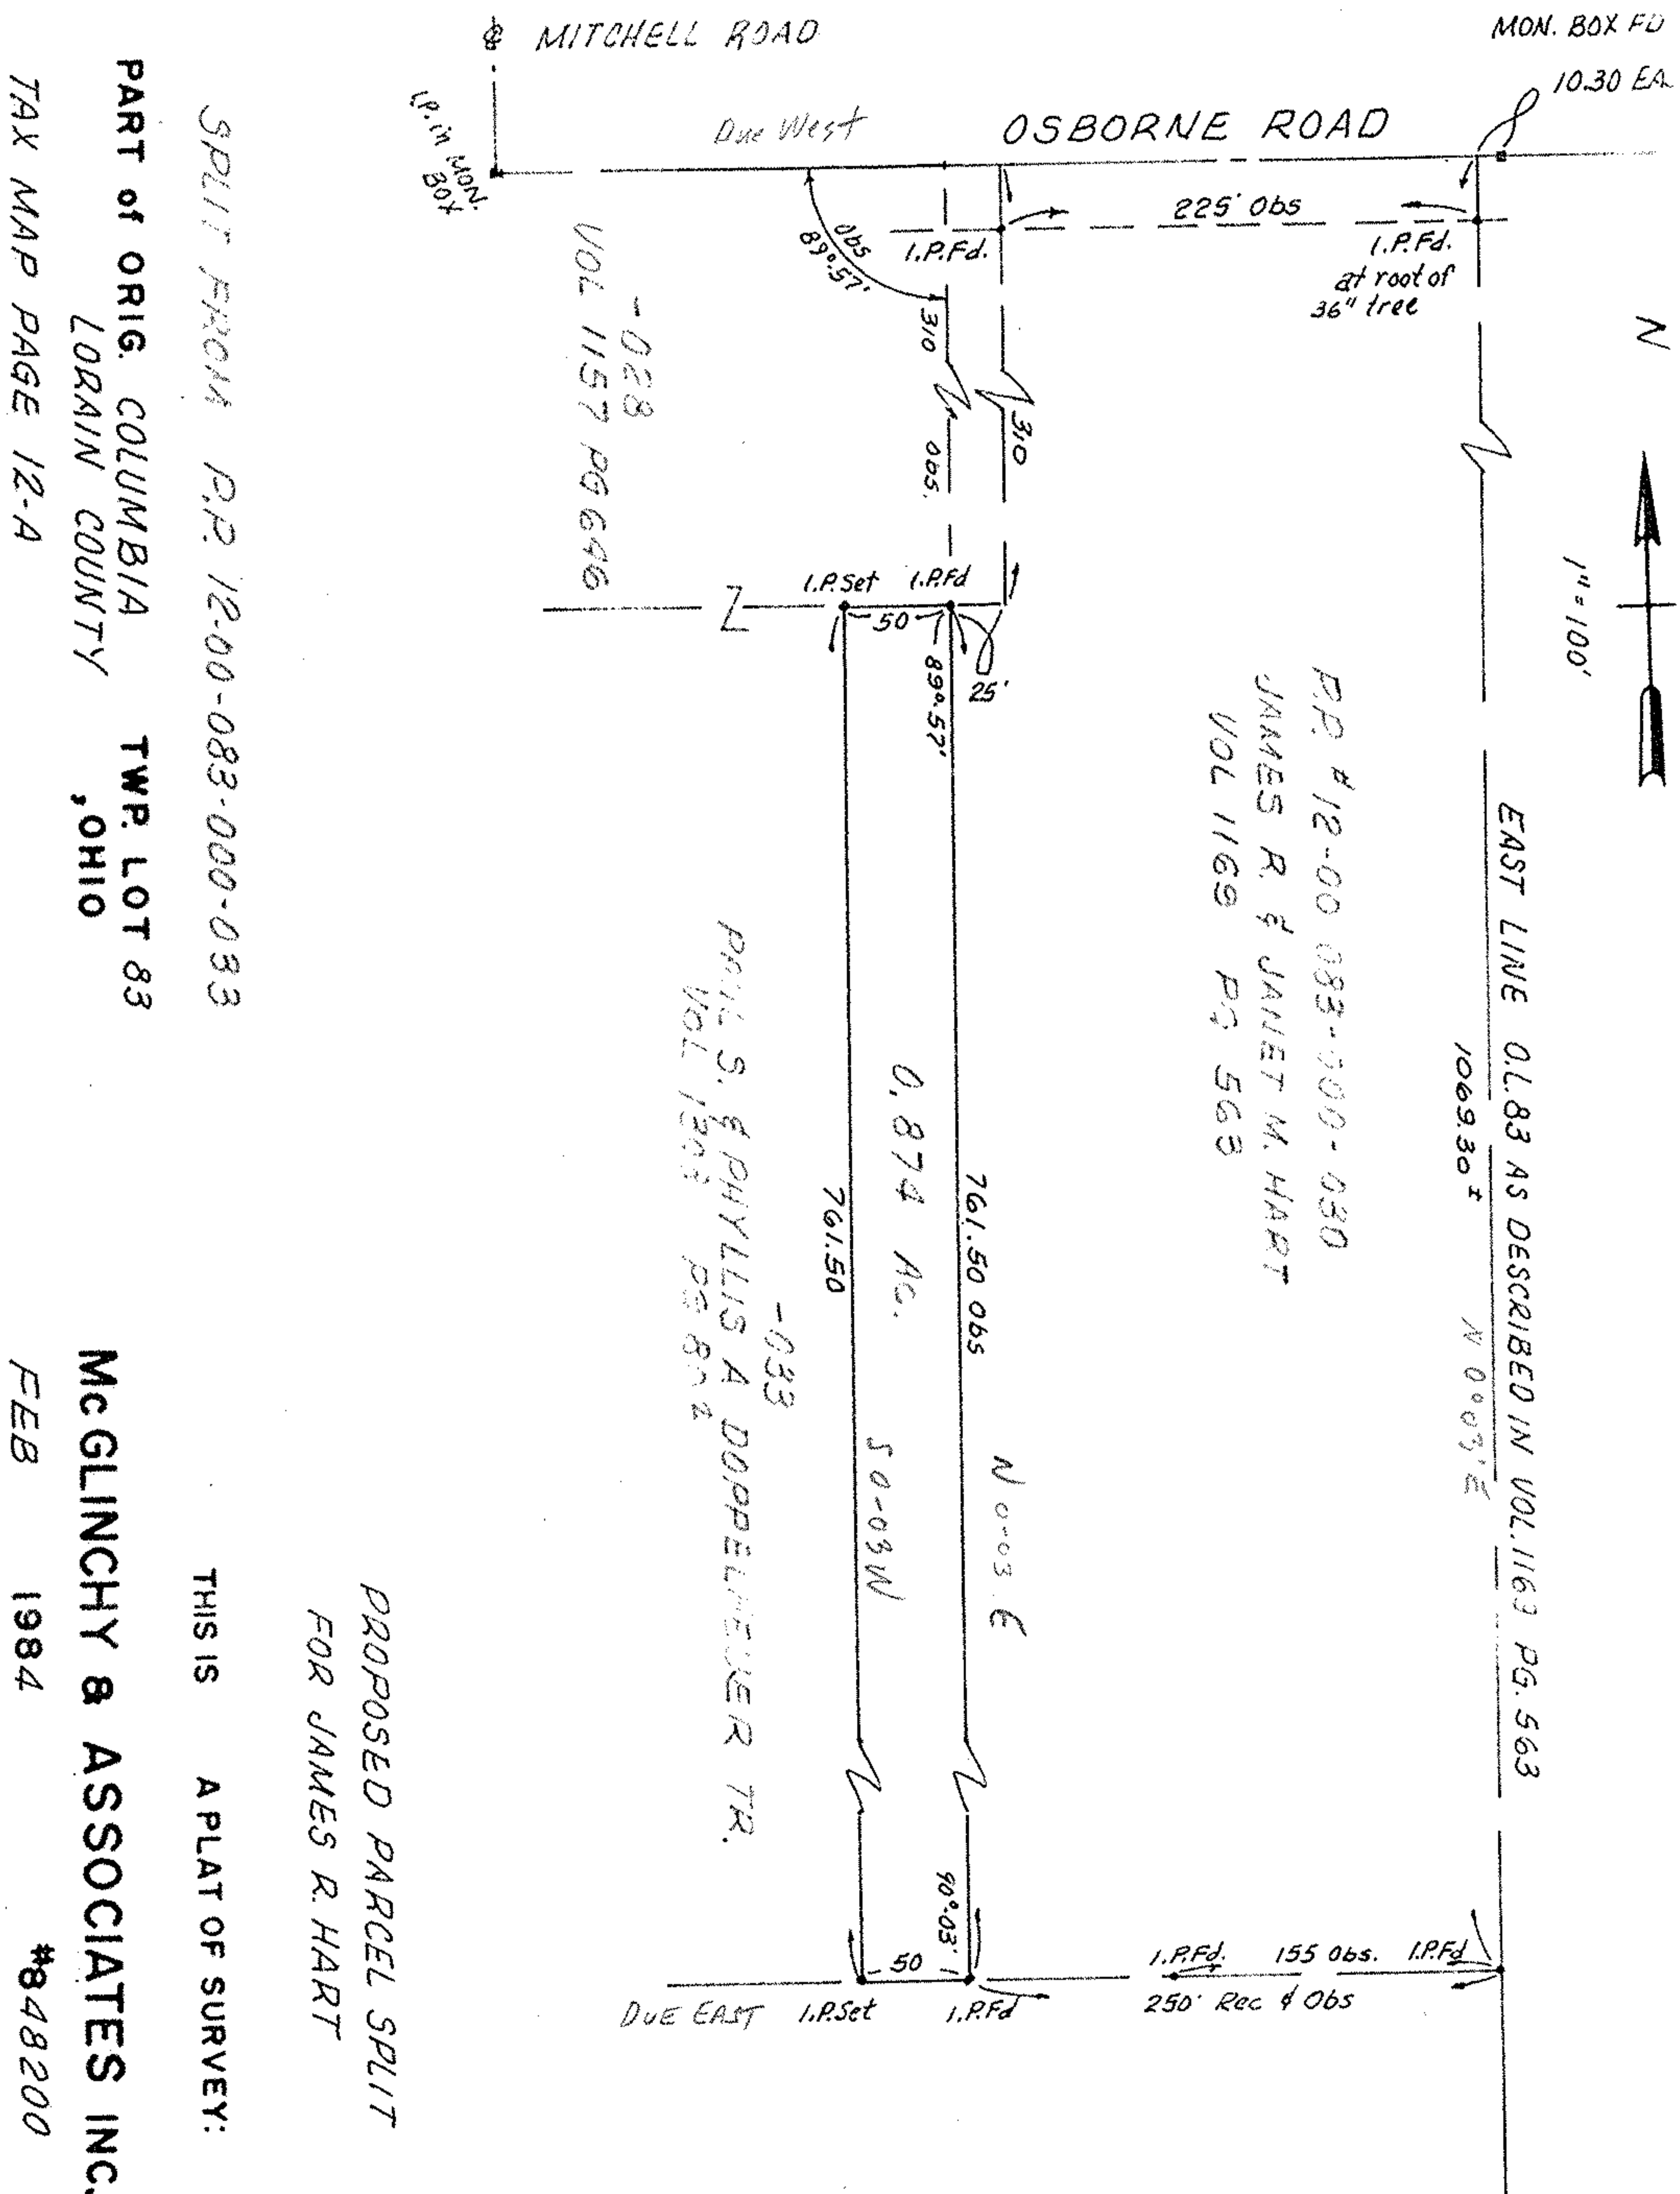 MITCHELL ROAD
MON. BOX FD
10.30 EA
I.P. in MON.
BOX
Due West
OSBORNE ROAD
225' Obs
I.P.Fd.
I.P.Fd.
at root of
36" tree
Obs
89°-57'
310
obs.
310
N
1" = 100'
-028
VOL 1157 PG 646
I.P.Set
I.P.Fd
50
25'
89°-57'
P.P. # 12-00-083-000-030
JAMES R. & JANET M. HART
VOL 1169 PG 563
EAST LINE O.L.83 AS DESCRIBED IN VOL. 1163 PG. 563
1069.30 ±
N 0°03' E
761.50 Obs
N 0-03 E
0.874 Ac.
761.50
S 0-03 W
-033
S. & PHYLLIS A TR.
VOL PG
90°-03'
50
I.P.Fd.
155 Obs.
I.P.Fd
250' Rec & Obs
DUE EAST
I.P.Set
I.P.Fd
SPLIT FROM P.P. 12-00-083-000-033
PART of ORIG. COLUMBIA TWP. LOT 83
LORAIN COUNTY , OHIO
TAX MAP PAGE 12-A
PROPOSED PARCEL SPLIT
FOR JAMES R. HART
THIS IS A PLAT OF SURVEY:
McGLINCHY & ASSOCIATES INC.
FEB 1984 #848200